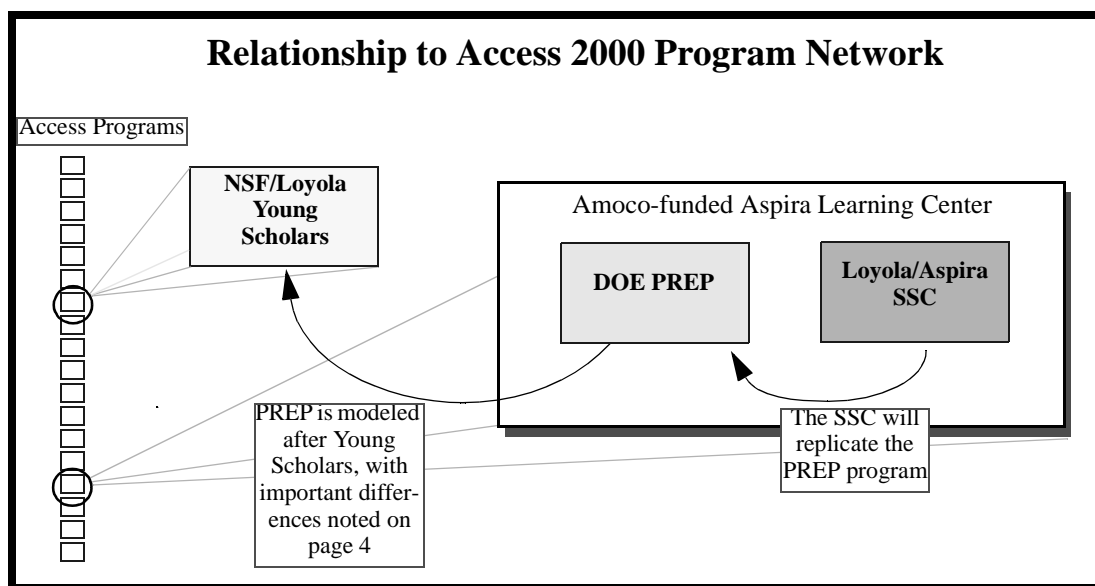 Relationship to Access 2000 Program Network
Access Programs
NSF/Loyola
Young
Scholars
Amoco-funded Aspira Learning Center
DOE PREP
Loyola/Aspira
SSC
PREP is modeled
after Young
Scholars, with
important differ-
ences noted on
page 4
The SSC will
replicate the
PREP program